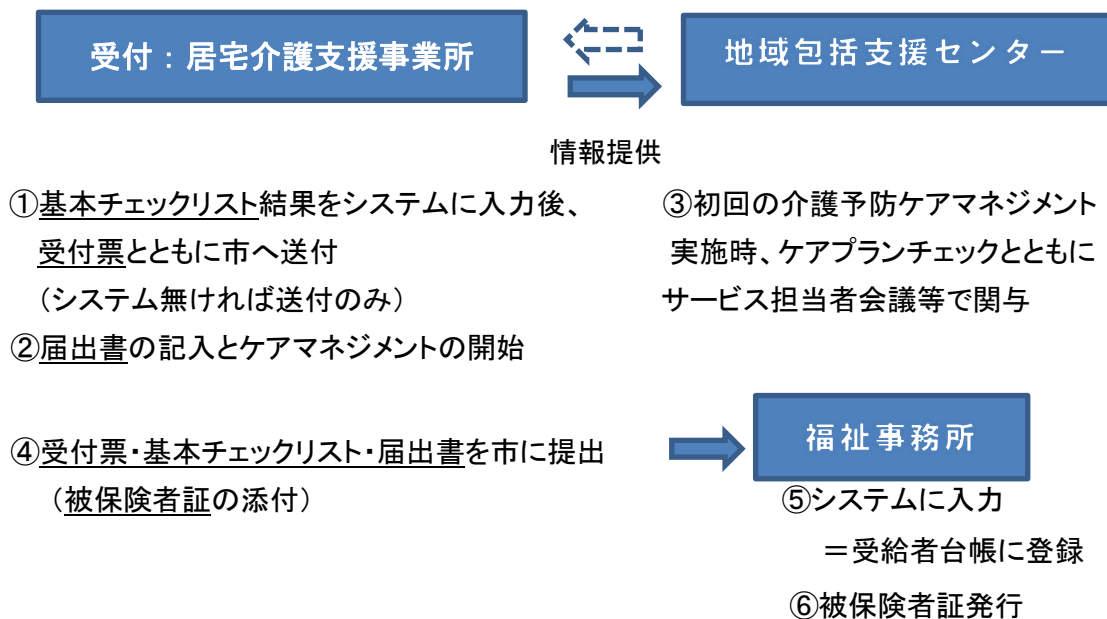 受付：居宅介護支援事業所
地域包括支援センター
情報提供
①基本チェックリスト結果をシステムに入力後、
受付票とともに市へ送付
（システム無ければ送付のみ）
②届出書の記入とケアマネジメントの開始
③初回の介護予防ケアマネジメント
実施時、ケアプランチェックとともに
サービス担当者会議等で関与
④受付票・基本チェックリスト・届出書を市に提出
（被保険者証の添付）
福祉事務所
⑤システムに入力
＝受給者台帳に登録
⑥被保険者証発行